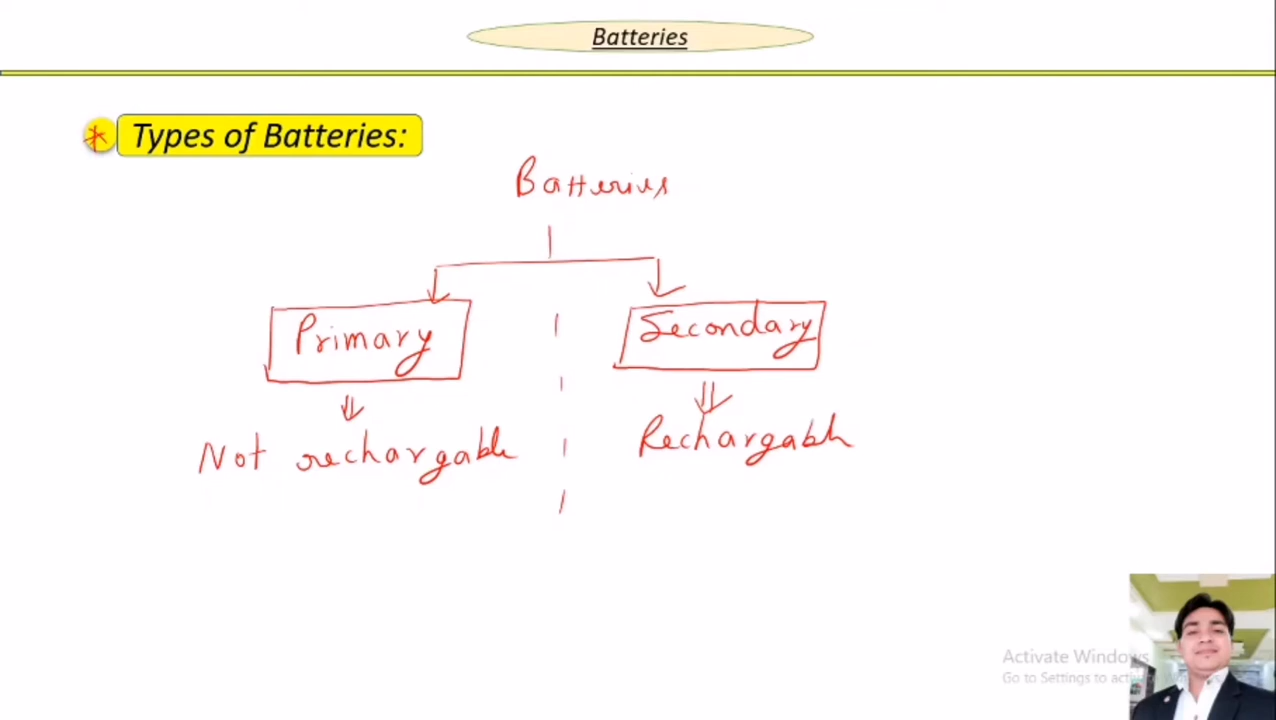 Batteries
* Types of Batteries:
Batteries
Primary
Secondary
Not rechargable
Rechargable
Activate Windows